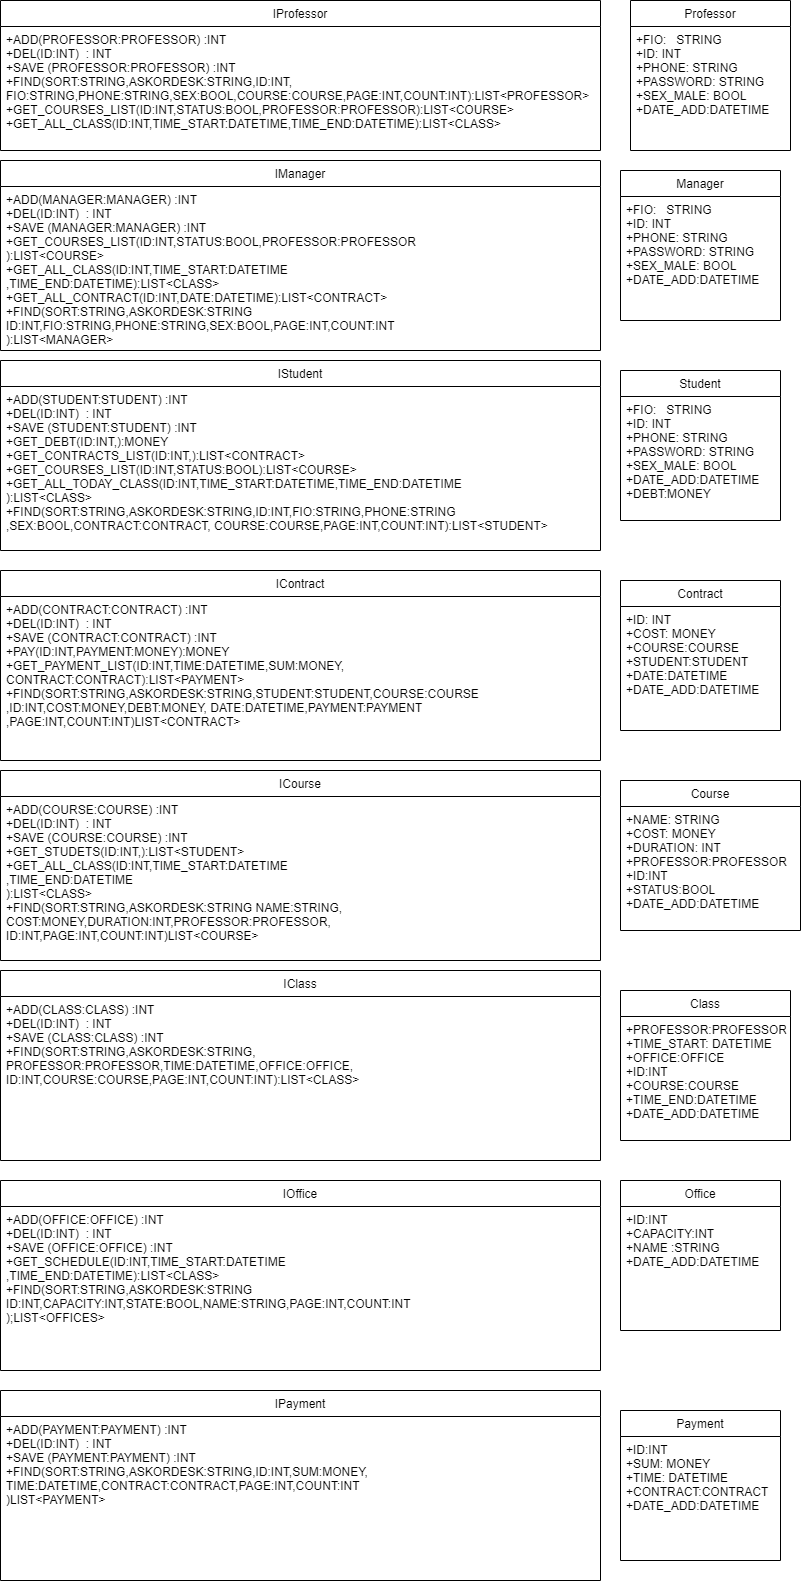 IProfessor
+ADD(PROFESSOR:PROFESSOR) :INT
+DEL(ID:INT)  : INT
+SAVE (PROFESSOR:PROFESSOR) :INT
+FIND(SORT:STRING,ASKORDESK:STRING,ID:INT,
FIO:STRING,PHONE:STRING,SEX:BOOL,COURSE:COURSE,PAGE:INT,COUNT:INT):LIST<PROFESSOR>
+GET_COURSES_LIST(ID:INT,STATUS:BOOL,PROFESSOR:PROFESSOR):LIST<COURSE>
+GET_ALL_CLASS(ID:INT,TIME_START:DATETIME,TIME_END:DATETIME):LIST<CLASS>
Professor
+FIO:   STRING
+ID: INT
+PHONE: STRING
+PASSWORD: STRING
+SEX_MALE: BOOL
+DATE_ADD:DATETIME
IManager
+ADD(MANAGER:MANAGER) :INT
+DEL(ID:INT)  : INT
+SAVE (MANAGER:MANAGER) :INT
+GET_COURSES_LIST(ID:INT,STATUS:BOOL,PROFESSOR:PROFESSOR
):LIST<COURSE>
+GET_ALL_CLASS(ID:INT,TIME_START:DATETIME
,TIME_END:DATETIME):LIST<CLASS>
+GET_ALL_CONTRACT(ID:INT,DATE:DATETIME):LIST<CONTRACT>
+FIND(SORT:STRING,ASKORDESK:STRING
ID:INT,FIO:STRING,PHONE:STRING,SEX:BOOL,PAGE:INT,COUNT:INT
):LIST<MANAGER>
Manager
+FIO:   STRING
+ID: INT
+PHONE: STRING
+PASSWORD: STRING
+SEX_MALE: BOOL
+DATE_ADD:DATETIME
IStudent
+ADD(STUDENT:STUDENT) :INT
+DEL(ID:INT)  : INT
+SAVE (STUDENT:STUDENT) :INT
+GET_DEBT(ID:INT,):MONEY
+GET_CONTRACTS_LIST(ID:INT,):LIST<CONTRACT>
+GET_COURSES_LIST(ID:INT,STATUS:BOOL):LIST<COURSE>
+GET_ALL_TODAY_CLASS(ID:INT,TIME_START:DATETIME,TIME_END:DATETIME
):LIST<CLASS>
+FIND(SORT:STRING,ASKORDESK:STRING,ID:INT,FIO:STRING,PHONE:STRING
,SEX:BOOL,CONTRACT:CONTRACT, COURSE:COURSE,PAGE:INT,COUNT:INT):LIST<STUDENT>
Student
+FIO:   STRING
+ID: INT
+PHONE: STRING
+PASSWORD: STRING
+SEX_MALE: BOOL
+DATE_ADD:DATETIME
+DEBT:MONEY
IContract
+ADD(CONTRACT:CONTRACT) :INT
+DEL(ID:INT)  : INT
+SAVE (CONTRACT:CONTRACT) :INT
+PAY(ID:INT,PAYMENT:MONEY):MONEY
+GET_PAYMENT_LIST(ID:INT,TIME:DATETIME,SUM:MONEY,
CONTRACT:CONTRACT):LIST<PAYMENT>
+FIND(SORT:STRING,ASKORDESK:STRING,STUDENT:STUDENT,COURSE:COURSE
,ID:INT,COST:MONEY,DEBT:MONEY, DATE:DATETIME,PAYMENT:PAYMENT
,PAGE:INT,COUNT:INT)LIST<CONTRACT>
Contract
+ID: INT
+COST: MONEY
+COURSE:COURSE
+STUDENT:STUDENT
+DATE:DATETIME
+DATE_ADD:DATETIME
ICourse
+ADD(COURSE:COURSE) :INT
+DEL(ID:INT)  : INT
+SAVE (COURSE:COURSE) :INT
+GET_STUDETS(ID:INT,):LIST<STUDENT>
+GET_ALL_CLASS(ID:INT,TIME_START:DATETIME
,TIME_END:DATETIME
):LIST<CLASS>
+FIND(SORT:STRING,ASKORDESK:STRING NAME:STRING,
COST:MONEY,DURATION:INT,PROFESSOR:PROFESSOR,
ID:INT,PAGE:INT,COUNT:INT)LIST<COURSE>
Course
+NAME: STRING
+COST: MONEY
+DURATION: INT
+PROFESSOR:PROFESSOR
+ID:INT
+STATUS:BOOL
+DATE_ADD:DATETIME
IClass
+ADD(CLASS:CLASS) :INT
+DEL(ID:INT)  : INT
+SAVE (CLASS:CLASS) :INT
+FIND(SORT:STRING,ASKORDESK:STRING,
PROFESSOR:PROFESSOR,TIME:DATETIME,OFFICE:OFFICE,
ID:INT,COURSE:COURSE,PAGE:INT,COUNT:INT):LIST<CLASS>
Class
+PROFESSOR:PROFESSOR
+TIME_START: DATETIME
+OFFICE:OFFICE
+ID:INT
+COURSE:COURSE
+TIME_END:DATETIME
+DATE_ADD:DATETIME
IOffice
+ADD(OFFICE:OFFICE) :INT
+DEL(ID:INT)  : INT
+SAVE (OFFICE:OFFICE) :INT
+GET_SCHEDULE(ID:INT,TIME_START:DATETIME
,TIME_END:DATETIME):LIST<CLASS>
+FIND(SORT:STRING,ASKORDESK:STRING
ID:INT,CAPACITY:INT,STATE:BOOL,NAME:STRING,PAGE:INT,COUNT:INT
);LIST<OFFICES>
Office
+ID:INT
+CAPACITY:INT
+NAME :STRING
+DATE_ADD:DATETIME
IPayment
+ADD(PAYMENT:PAYMENT) :INT
+DEL(ID:INT)  : INT
+SAVE (PAYMENT:PAYMENT) :INT
+FIND(SORT:STRING,ASKORDESK:STRING,ID:INT,SUM:MONEY,
TIME:DATETIME,CONTRACT:CONTRACT,PAGE:INT,COUNT:INT
)LIST<PAYMENT>
Payment
+ID:INT
+SUM: MONEY
+TIME: DATETIME
+CONTRACT:CONTRACT
+DATE_ADD:DATETIME